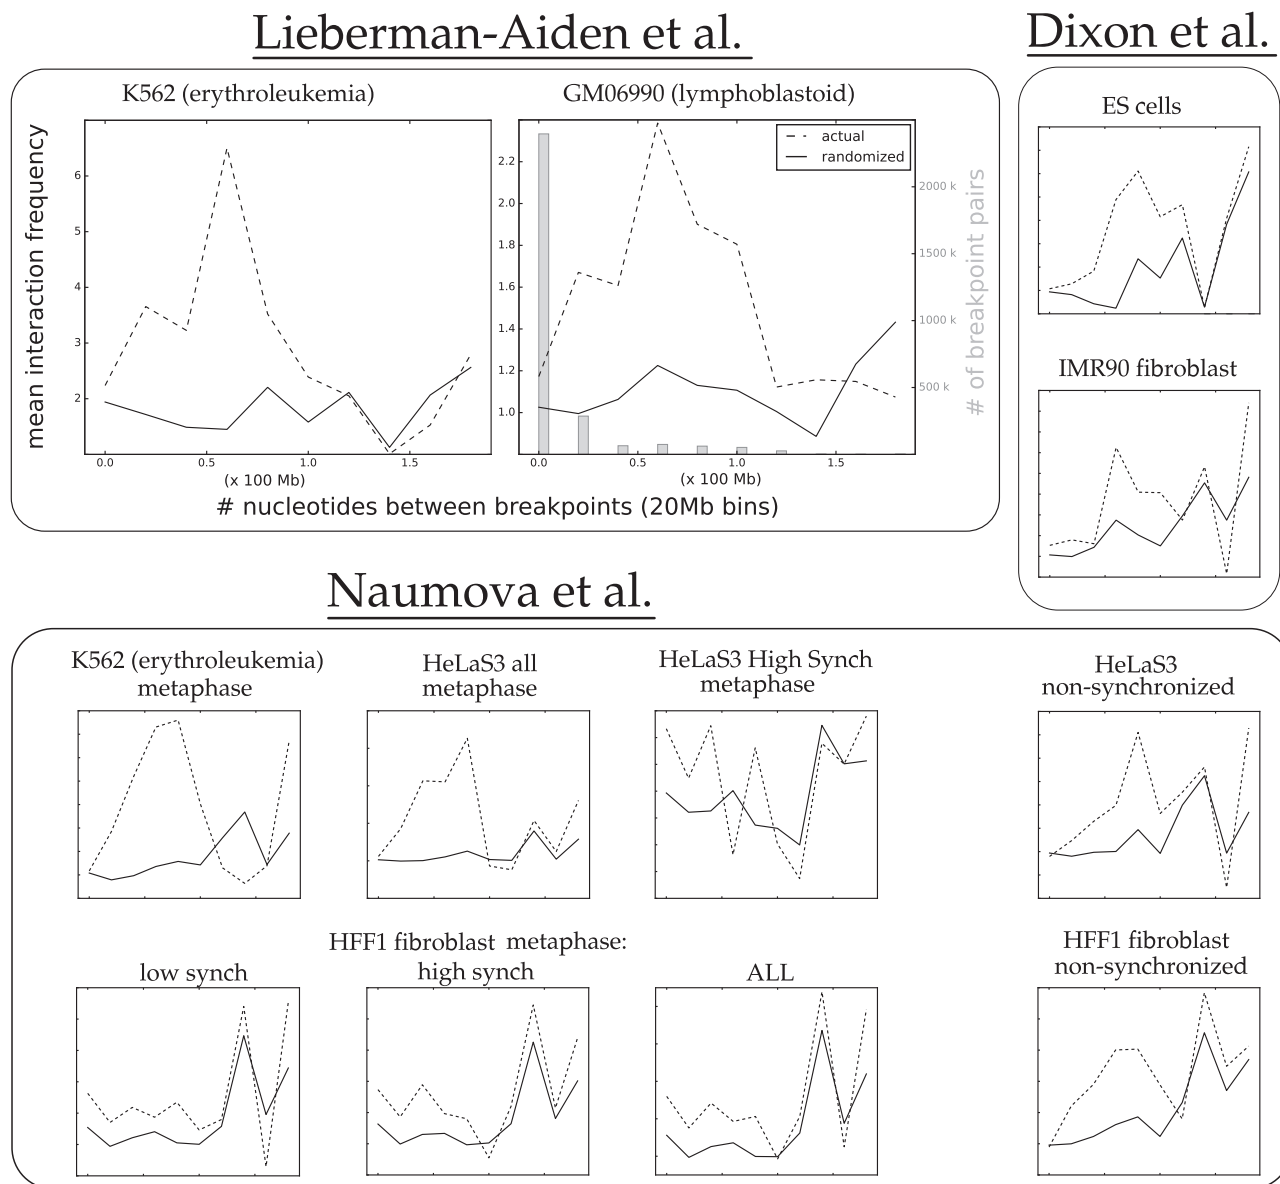 Lieberman-Aiden et al.
Dixon et al.
K562 (erythroleukemia)
GM06990 (lymphoblastoid)
mean interaction frequency
6
5
4
3
2
0.0
0.5
1.0
1.5
(x 100 Mb)
actual
randomized
2.2
2.0
1.8
1.6
1.4
1.2
1.0
0.0
0.5
1.0
1.5
(x 100 Mb)
2000 k
1500 k
1000 k
500 k
# of breakpoint pairs
# nucleotides between breakpoints (20Mb bins)
ES cells
IMR90 fibroblast
Naumova et al.
K562 (erythroleukemia)
metaphase
HeLaS3 all
metaphase
HeLaS3 High Synch
metaphase
HeLaS3
non-synchronized
HFF1 fibroblast metaphase:
low synch
high synch
ALL
HFF1 fibroblast
non-synchronized